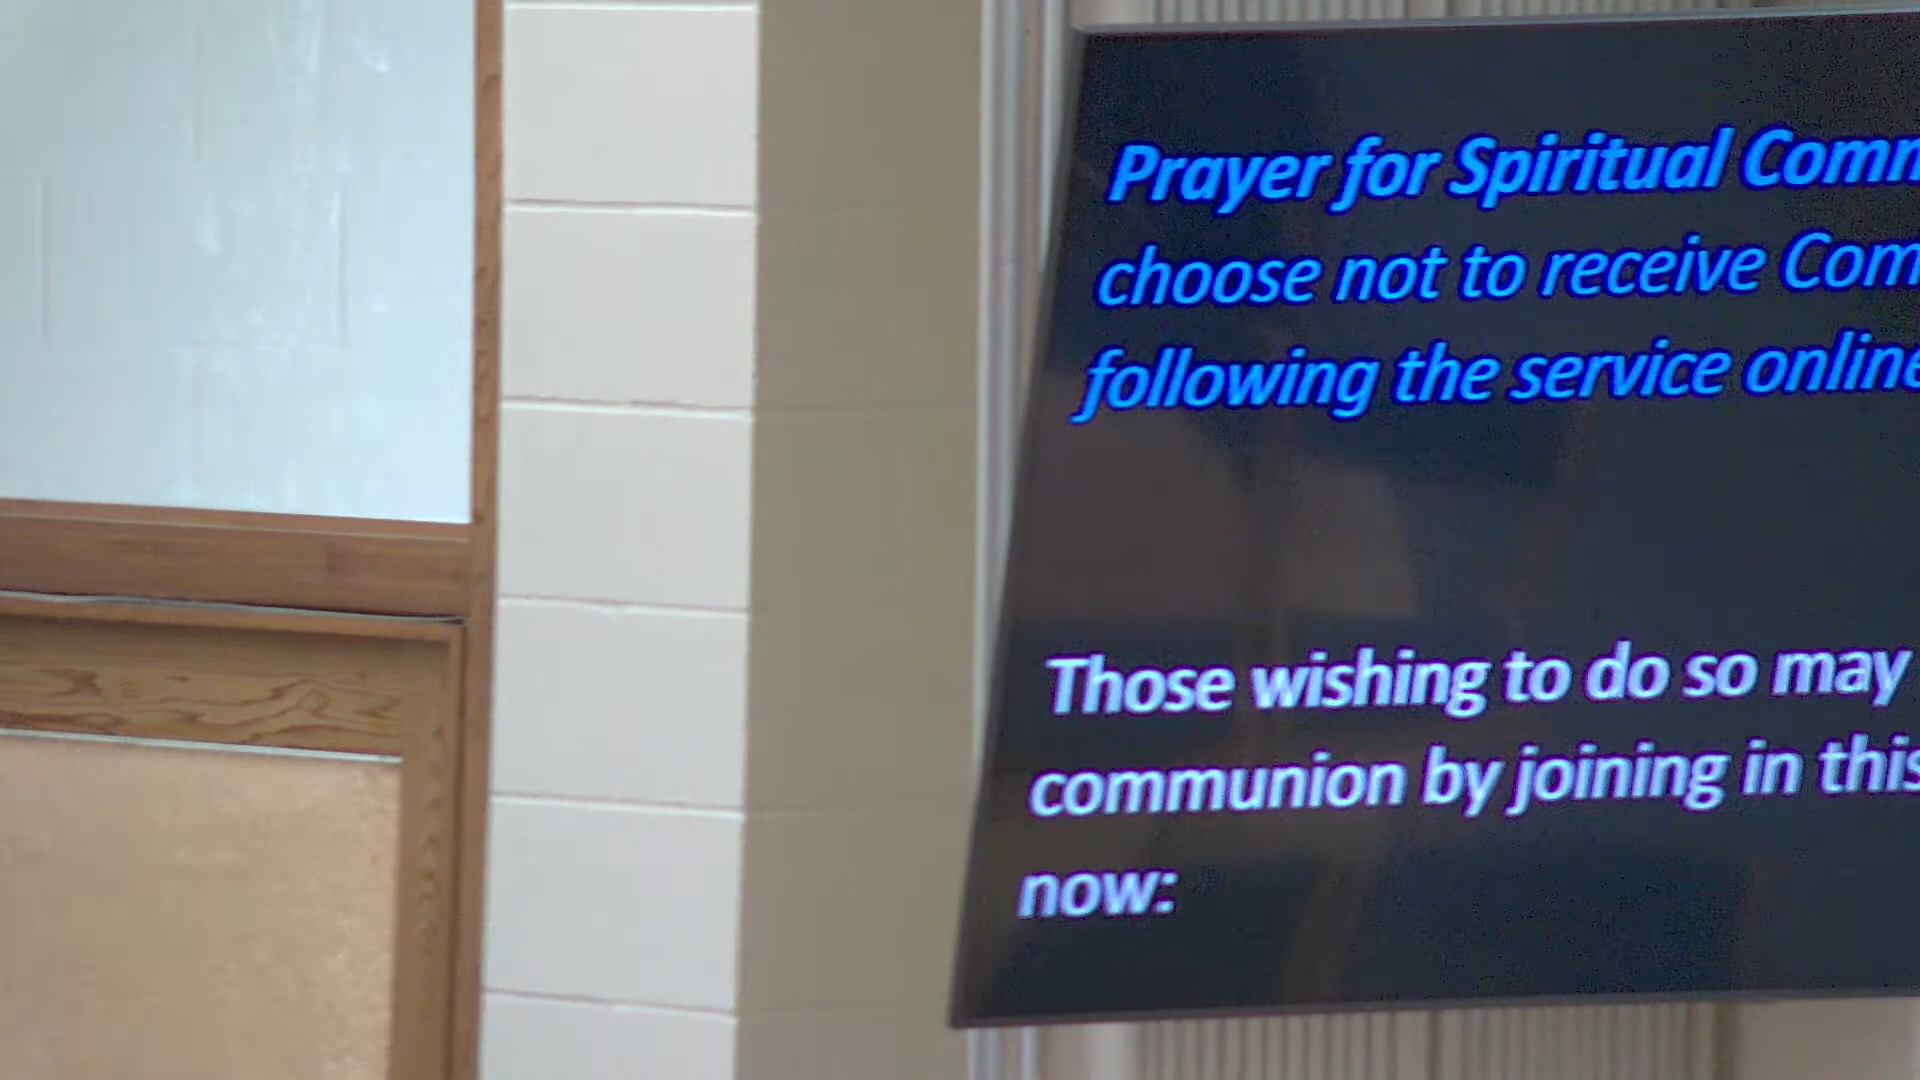 Prayer for Spiritual Comm
choose not to receive Com
following the service online
Those wishing to do so may
communion by joining in this
now: